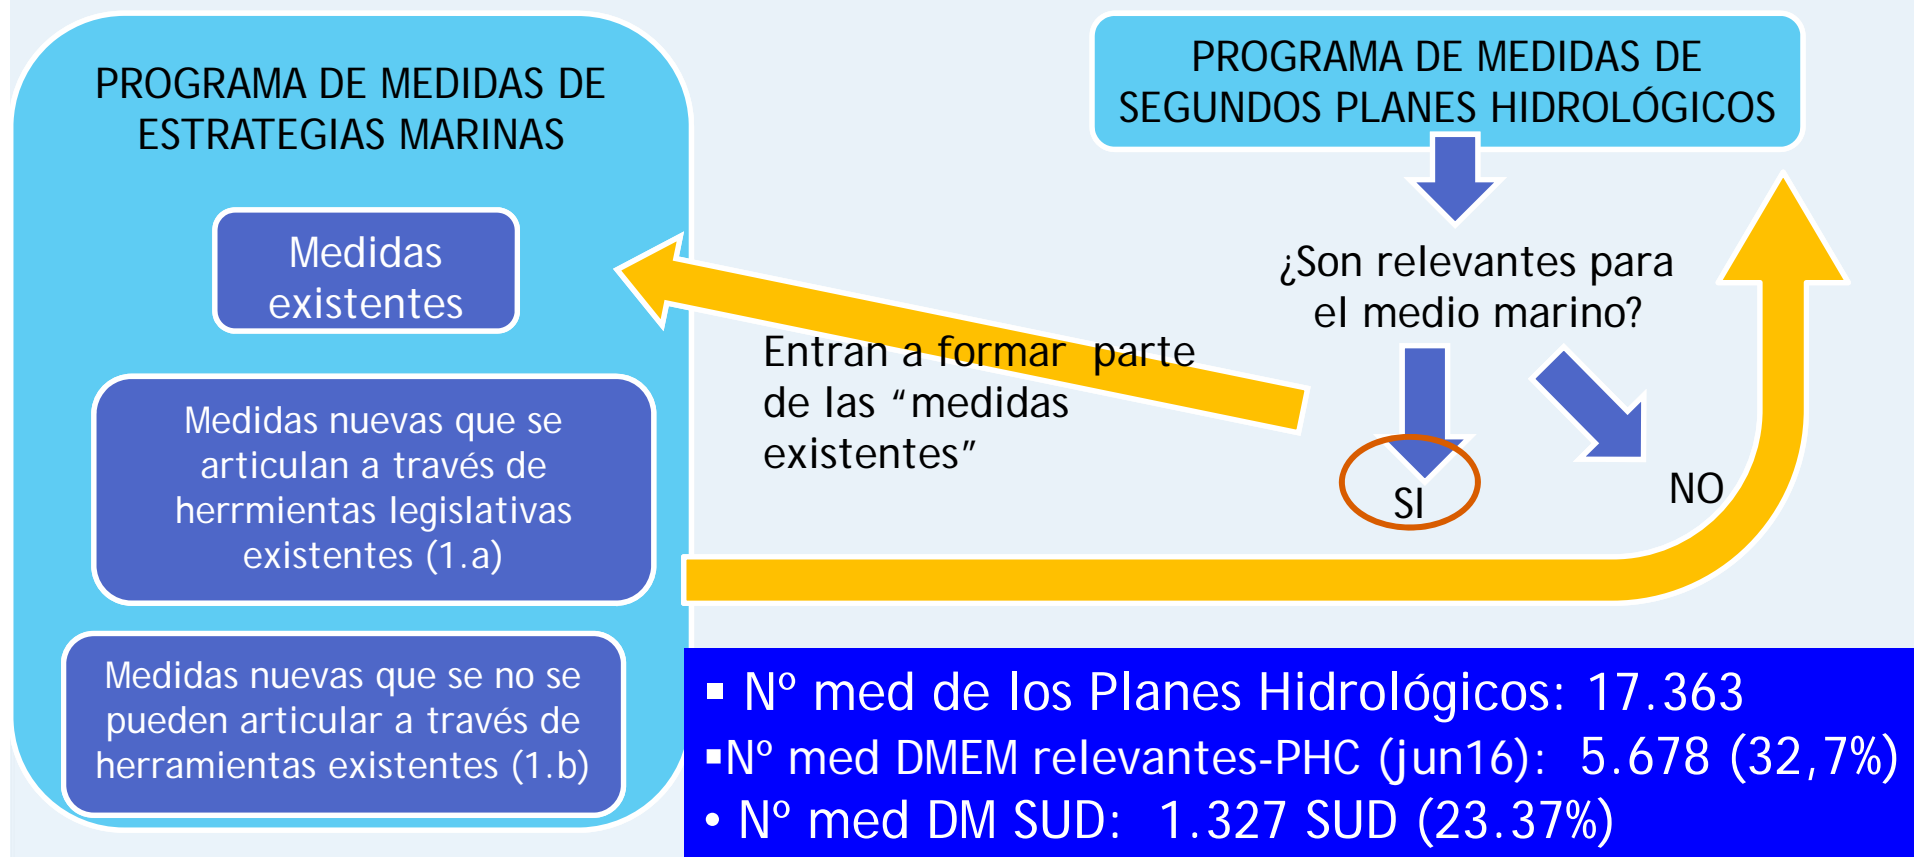 PROGRAMA DE MEDIDAS DE
ESTRATEGIAS MARINAS
Medidas
existentes
Medidas nuevas que se
articulan a través de
herrmientas legislativas
existentes (1.a)
Medidas nuevas que se no se
pueden articular a través de
herramientas existentes (1.b)
PROGRAMA DE MEDIDAS DE
SEGUNDOS PLANES HIDROLÓGICOS
¿Son relevantes para
el medio marino?
Entran a formar parte
de las “medidas
existentes”
SI
NO
▪ Nº med de los Planes Hidrológicos: 17.363
▪Nº med DMEM relevantes-PHC (jun16): 5.678 (32,7%)
• Nº med DM SUD: 1.327 SUD (23.37%)